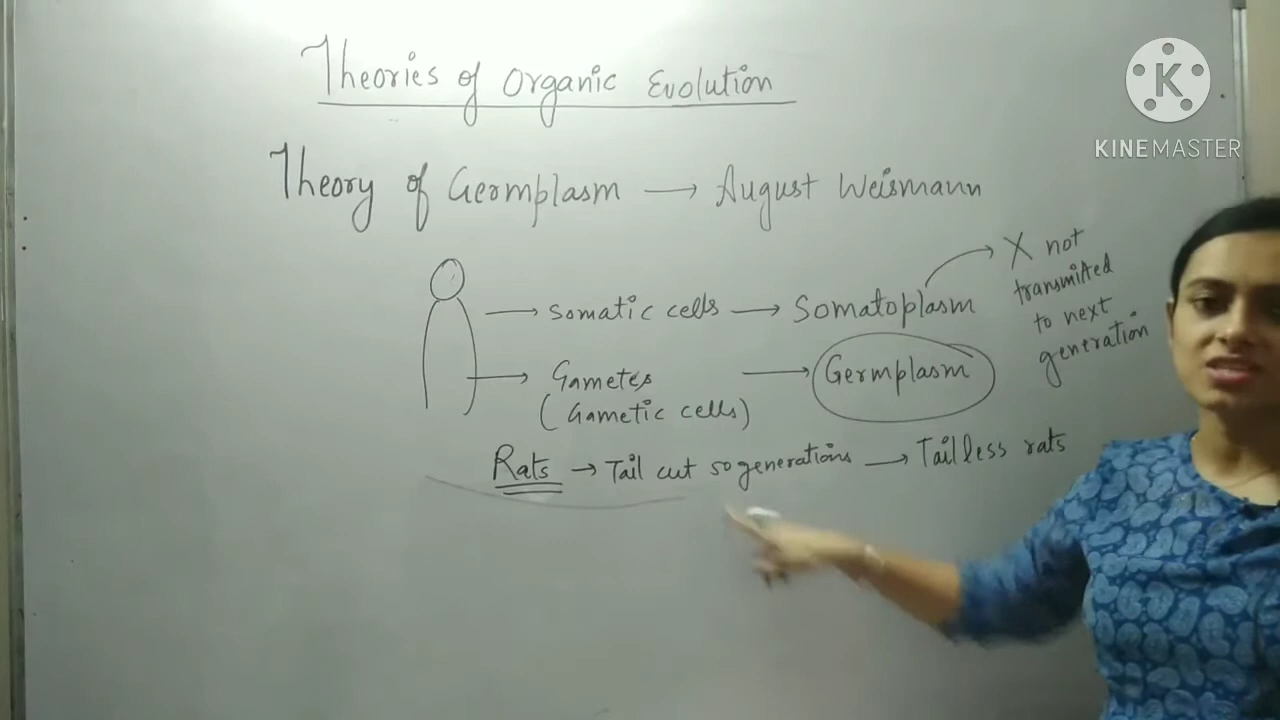 Theories of Organic Evolution
K
KINEMASTER
Theory of Germplasm → August Weismann
→ Somatic cells → Somatoplasm
X not
transmitted
to next
generation
→ Gametes → Germplasm
(Gametic cells)
Rats → Tail cut 50 generations → Tailless rats